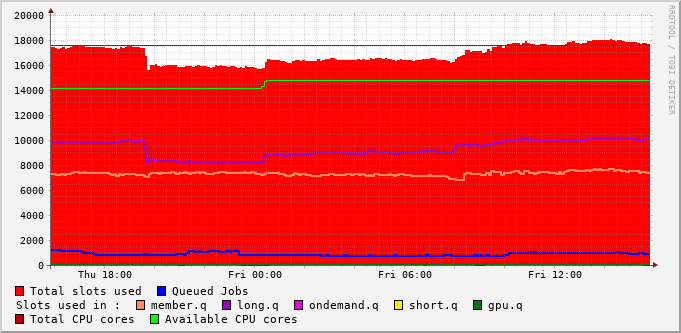 20000
18000
16000
14000
12000
10000
8000
6000
4000
2000
0
Thu 18:00 Fri 00:00 Fri 06:00 Fri 12:00
Total slots used Queued Jobs
Slots used in : member.q long.q ondemand.q short.q gpu.q
Total CPU cores Available CPU cores
RRDTOOL / TOBI OETIKER